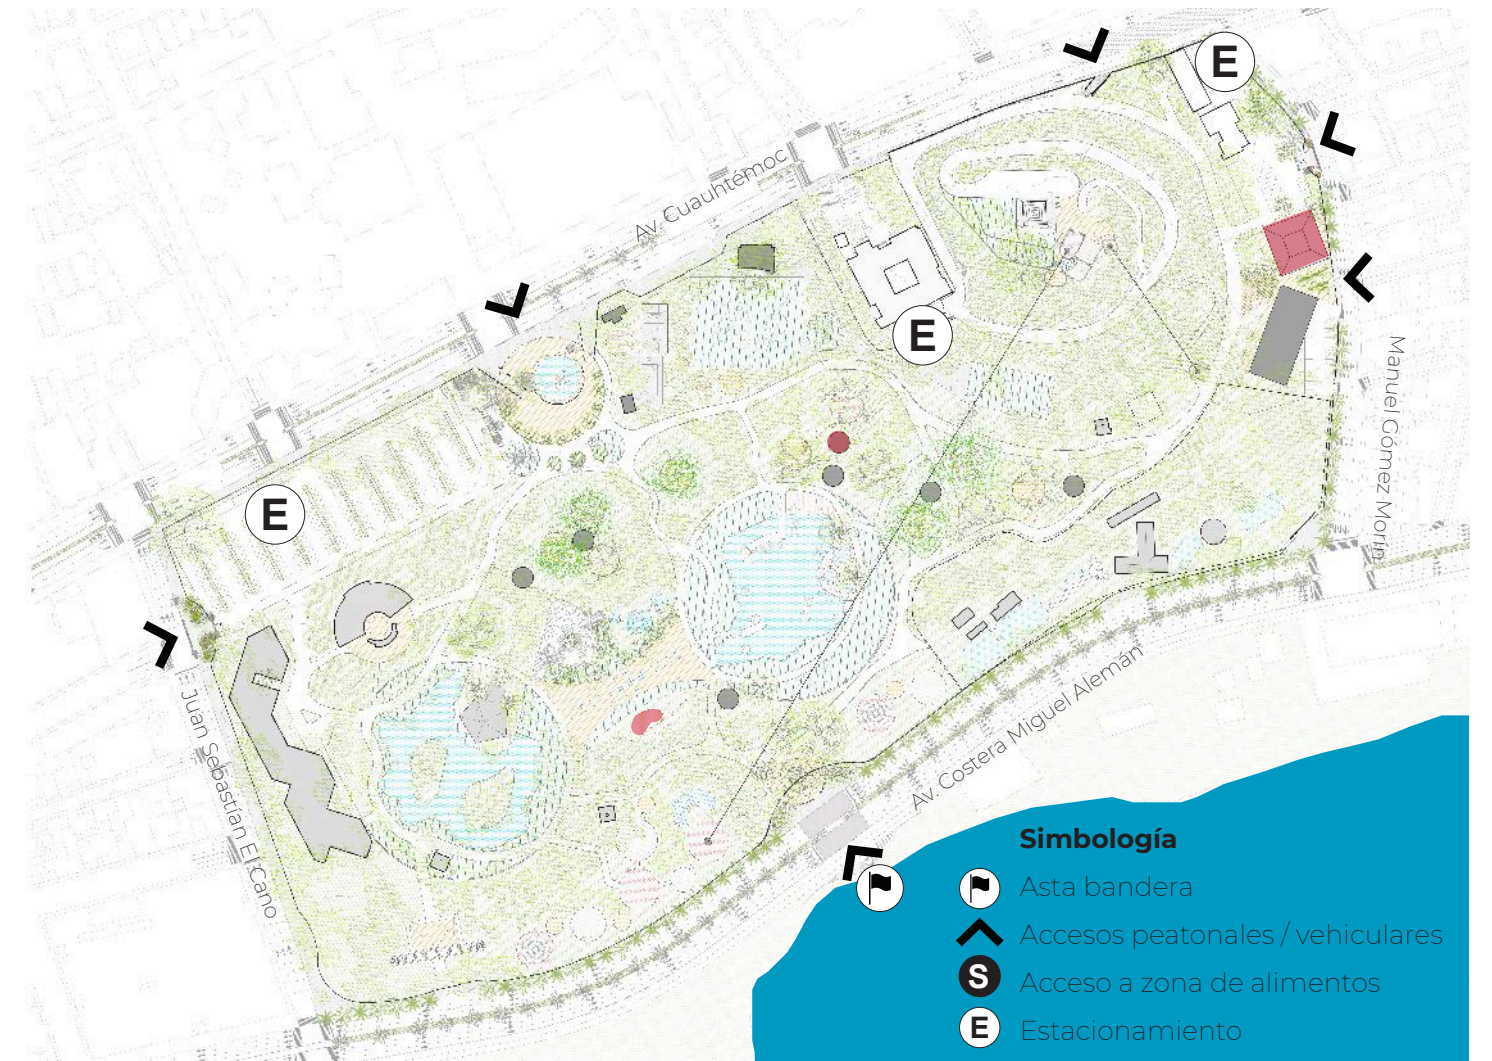 E
Av. Cuauhtémoc
E
E
Manuel Gómez Morín
Juan Sebastían El Cano
Av. Costera Miguel Alemán
Simbología
Asta bandera
Accesos peatonales / vehiculares
S Acceso a zona de alimentos
E Estacionamiento